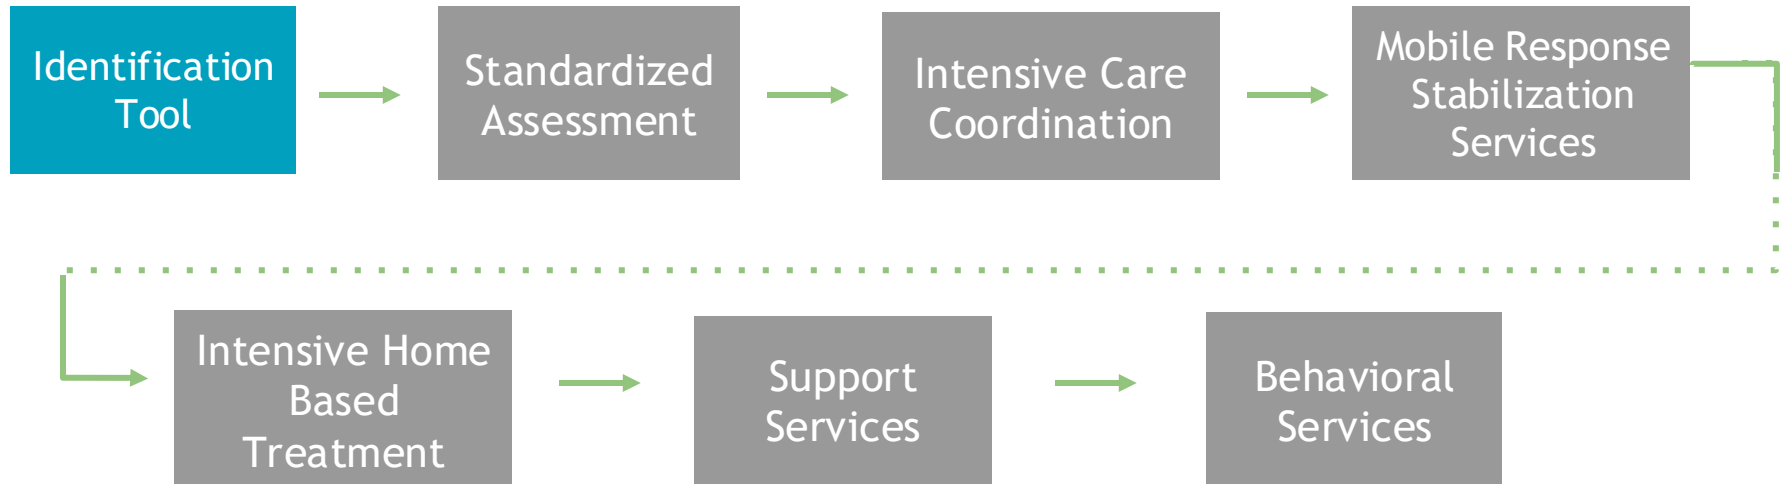 Identification
Tool
Standardized
Assessment
Intensive Care
Coordination
Mobile Response
Stabilization
Services
Intensive Home
Based
Treatment
Support
Services
Behavioral
Services